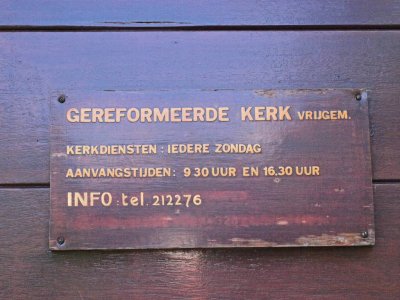 GEREFORMEERDE KERK VRIJGEM.
KERKDIENSTEN : IEDERE ZONDAG
AANVANGSTIJDEN: 9 30 UUR EN 16.30 UUR
INFO : tel. 212276